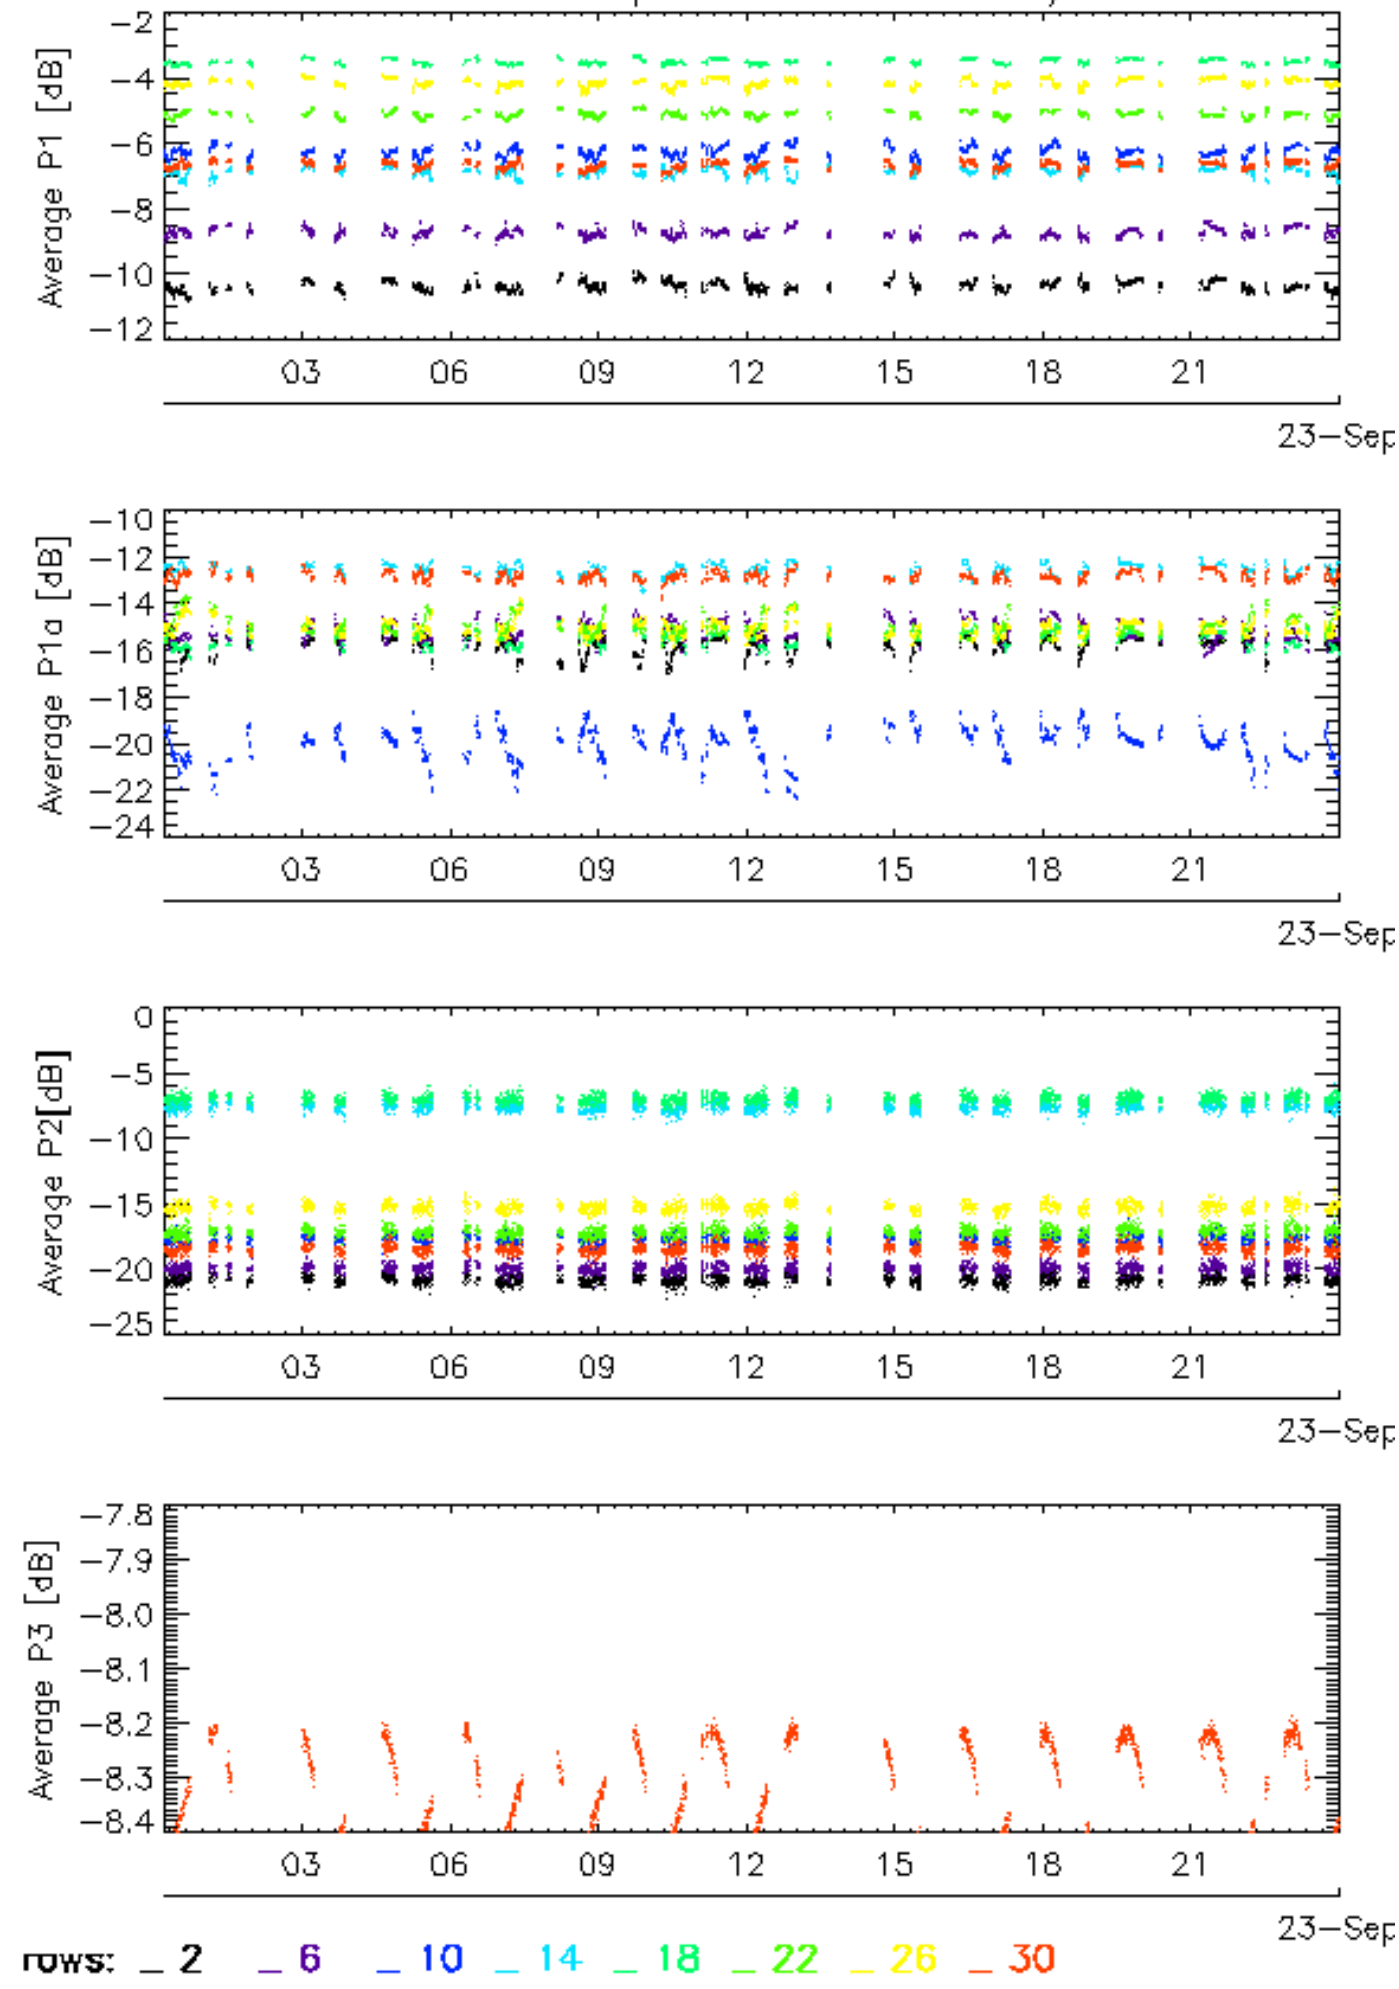 Average P1 [dB]
−2
−4
−6
−8
−10
−12
03 06 09 12 15 18 21
23−Sep
Average P1a [dB]
−10
−12
−14
−16
−18
−20
−22
−24
03 06 09 12 15 18 21
23−Sep
Average P2[dB]
0
−5
−10
−15
−20
−25
03 06 09 12 15 18 21
23−Sep
Average P3 [dB]
−7.8
−7.9
−8.0
−8.1
−8.2
−8.3
−8.4
03 06 09 12 15 18 21
23−Sep
rows: _ 2 _ 6 _ 10 _ 14 _ 18 _ 22 _ 26 _ 30